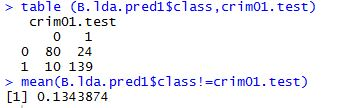 > table (B.lda.pred1$class,crim01.test)
crim01.test
0 1
0 80 24
1 10 139
> mean(B.lda.pred1$class!=crim01.test)
[1] 0.1343874